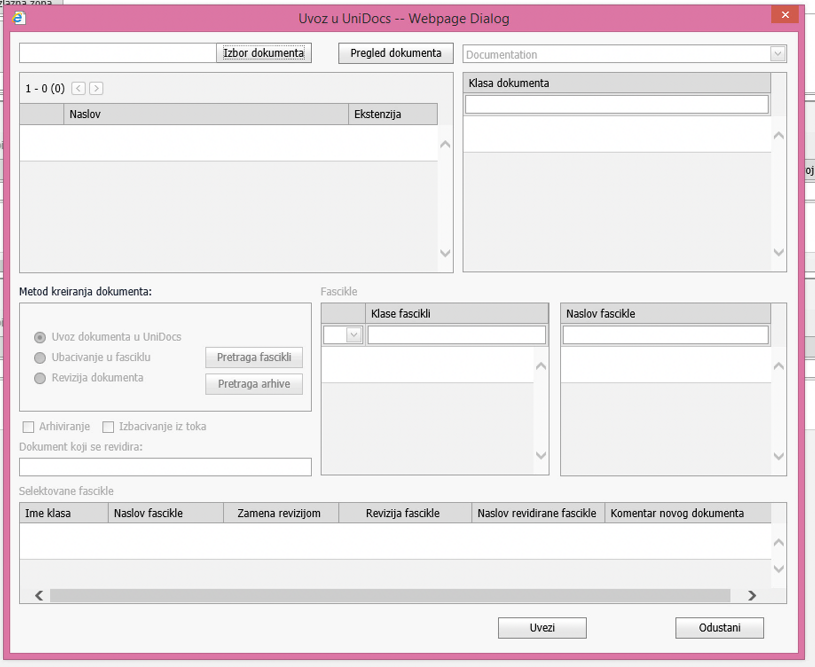 zlazna zona
Uvoz u UniDocs -- Webpage Dialog
Izbor dokumenta
Pregled dokumenta
Documentation
1 - 0 (0)
Naslov Ekstenzija
Klasa dokumenta
oj
Metod kreiranja dokumenta:
Uvoz dokumenta u UniDocs
Ubacivanje u fasciklu
Revizija dokumenta
Pretraga fascikli
Pretraga arhive
Arhiviranje Izbacivanje iz toka
Dokument koji se revidira:
Fascikle
Klase fascikli
Naslov fascikle
Selektovane fascikle
Ime klasa Naslov fascikle Zamena revizijom Revizija fascikle Naslov revidirane fascikle Komentar novog dokumenta
Uvezi
Odustani